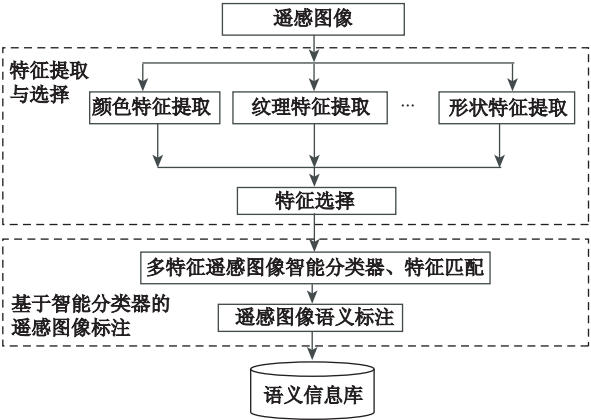 遥感图像
特征提取
与选择
颜色特征提取
纹理特征提取
···
形状特征提取
特征选择
多特征遥感图像智能分类器、特征匹配
基于智能分类器的
遥感图像标注
遥感图像语义标注
语义信息库